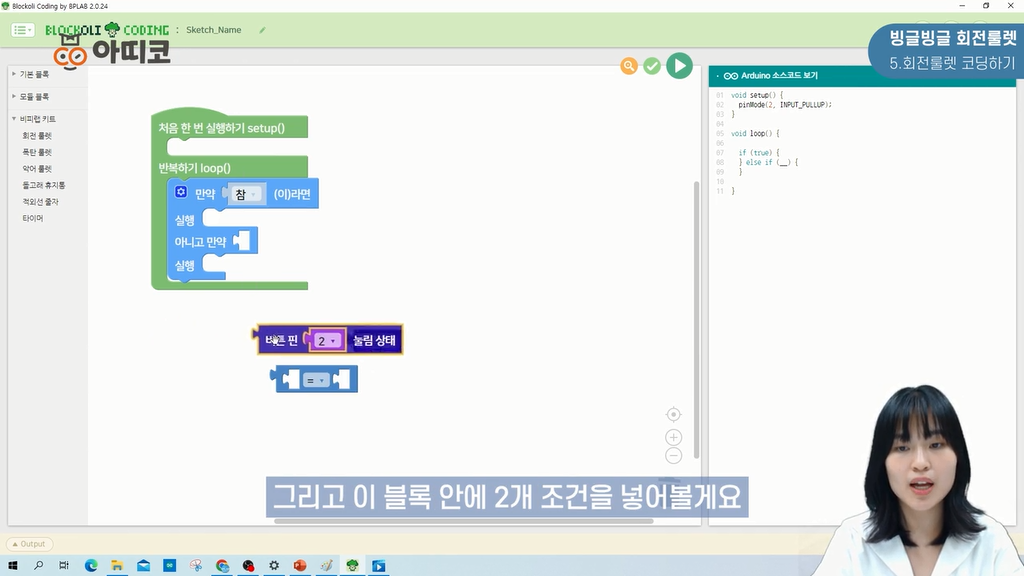 Blockoli Coding by BPLAB 2.0.24
BLOCKOLI CODING : Sketch_Name
아띠코
빙글빙글 회전룰렛
5.회전룰렛 코딩하기
기본 블록
모듈 블록
비피랩 키트
회전 룰렛
폭탄 룰렛
악어 룰렛
돌고래 휴지통
적외선 줄자
타이머
처음 한 번 실행하기 setup()
반복하기 loop()
만약 참 (이)라면
실행
아니고 만약
실행
버튼 핀 2 눌림 상태
=
Arduino 소스코드 보기
01 void setup() {
02 pinMode(2, INPUT_PULLUP);
03 }
04
05 void loop() {
06
07 if (true) {
08 } else if (__) {
09 }
10
11 }
그리고 이 블록 안에 2개 조건을 넣어볼게요
Output